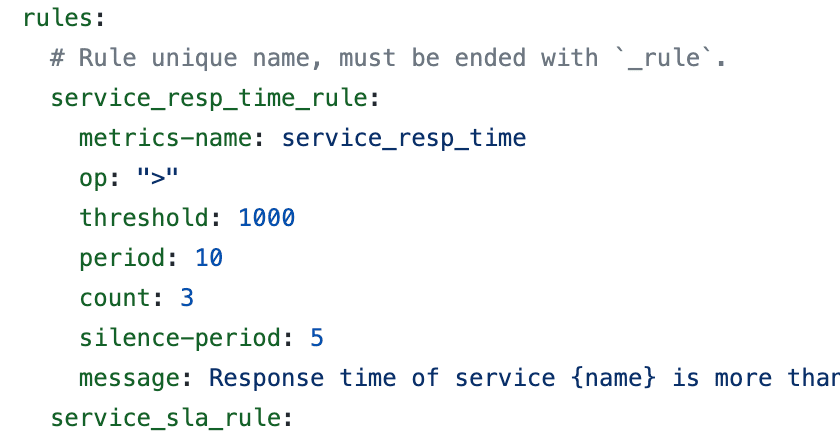 rules:
# Rule unique name, must be ended with `_rule`.
service_resp_time_rule:
metrics-name: service_resp_time
op: ">"
threshold: 1000
period: 10
count: 3
silence-period: 5
message: Response time of service {name} is more than
service_sla_rule: